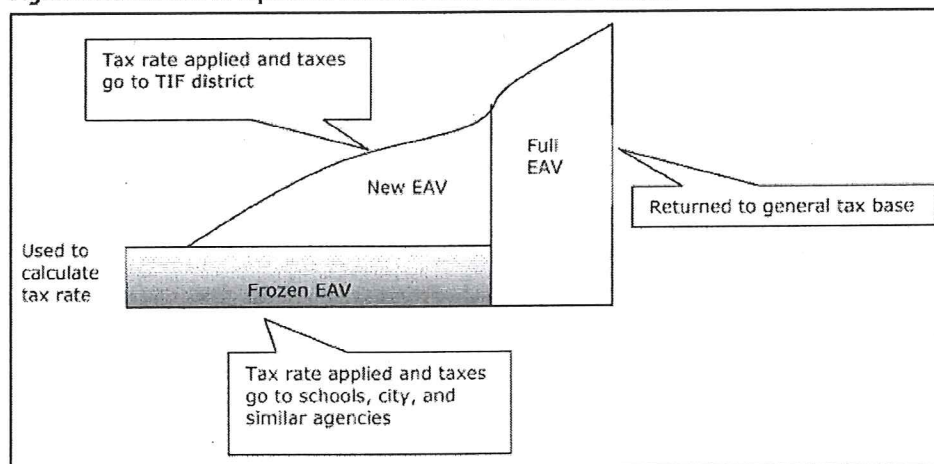 Tax rate applied and taxes
go to TIF district
Full
EAV
New EAV
Returned to general tax base
Used to
calculate
tax rate
Frozen EAV
Tax rate applied and taxes
go to schools, city, and
similar agencies